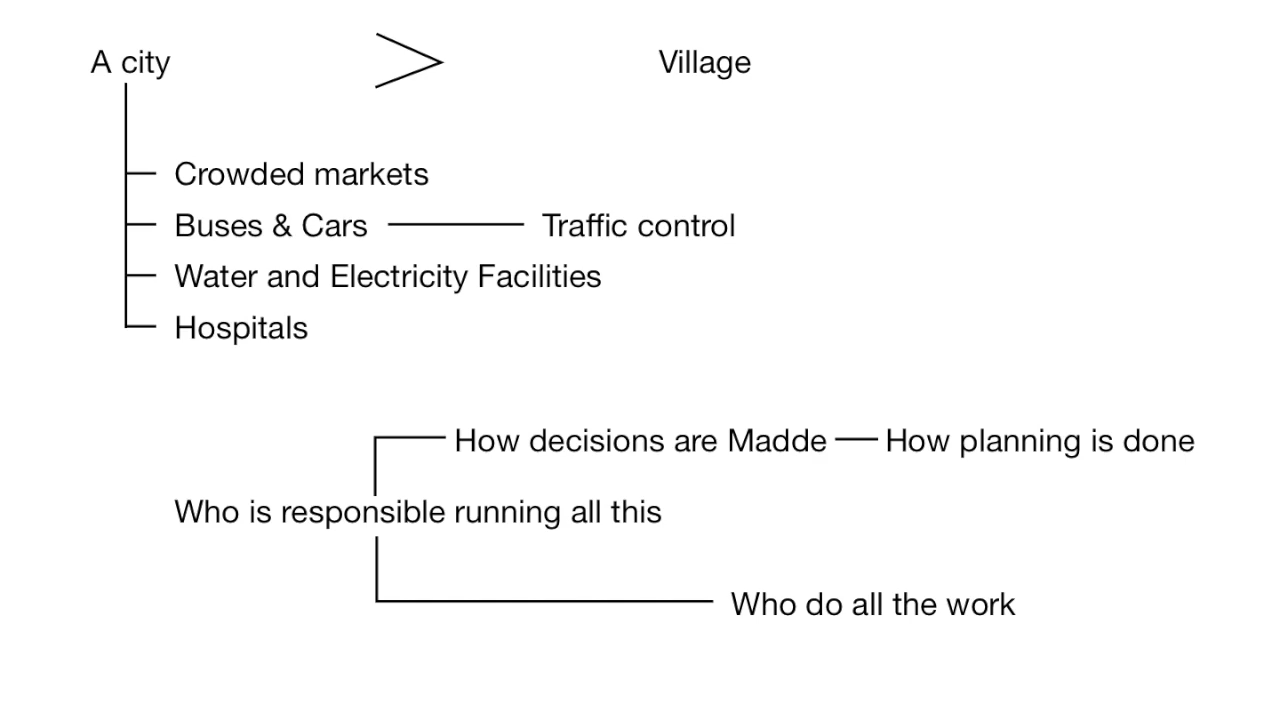 A city > Village
Crowded markets
Buses & Cars Traffic control
Water and Electricity Facilities
Hospitals
How decisions are Madde How planning is done
Who is responsible running all this
Who do all the work